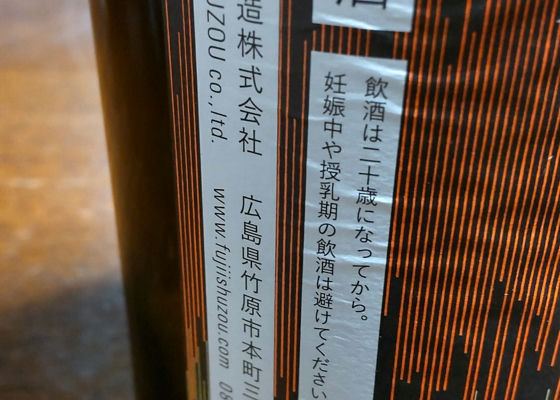 飲酒は二十歳になってから。
妊娠中や授乳期の飲酒は避けてください
造株式会社 広島県竹原市本町三
UZOU co.,ltd. www.fujiishuzou.com